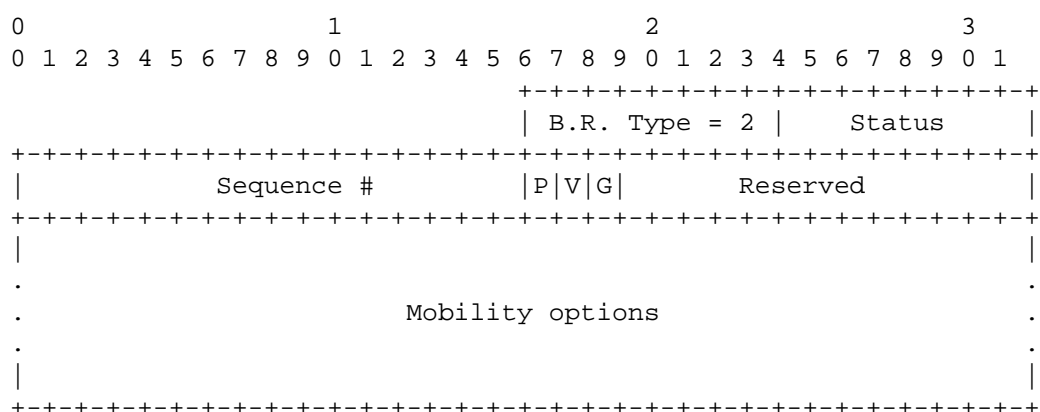 0                   1                   2                   3
0 1 2 3 4 5 6 7 8 9 0 1 2 3 4 5 6 7 8 9 0 1 2 3 4 5 6 7 8 9 0 1
                                +-+-+-+-+-+-+-+-+-+-+-+-+-+-+-+-+
                                | B.R. Type = 2 |    Status     |
+-+-+-+-+-+-+-+-+-+-+-+-+-+-+-+-+-+-+-+-+-+-+-+-+-+-+-+-+-+-+-+-+
|            Sequence #         |P|V|G|       Reserved          |
+-+-+-+-+-+-+-+-+-+-+-+-+-+-+-+-+-+-+-+-+-+-+-+-+-+-+-+-+-+-+-+-+
|                                                               |
.                                                               .
.                        Mobility options                       .
.                                                               .
|                                                               |
+-+-+-+-+-+-+-+-+-+-+-+-+-+-+-+-+-+-+-+-+-+-+-+-+-+-+-+-+-+-+-+-+